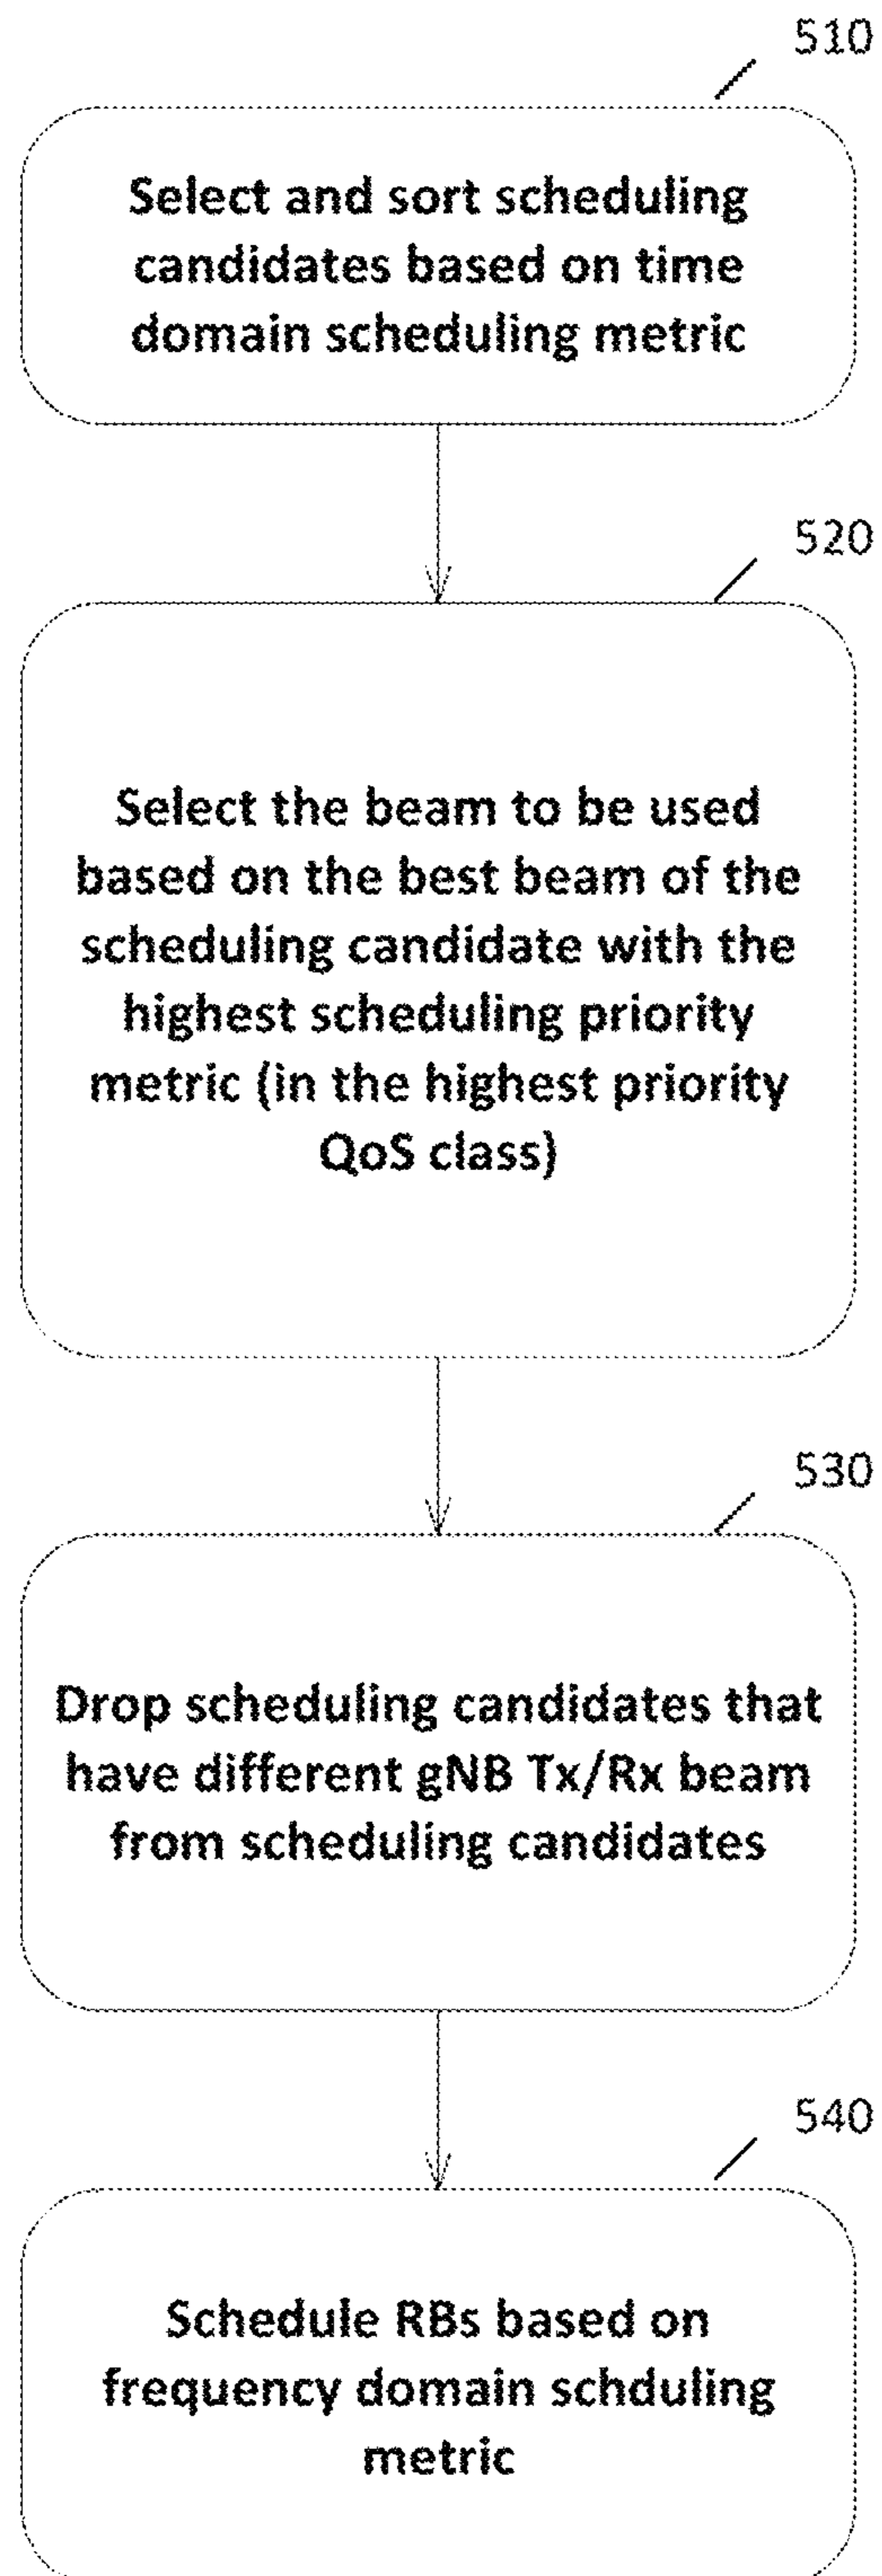 510
Select and sort scheduling
candidates based on time
domain scheduling metric
520
Select the beam to be used
based on the best beam of the
scheduling candidate with the
highest scheduling priority
metric (in the highest priority
QoS class)
530
Drop scheduling candidates that
have different gNB Tx/Rx beam
from scheduling candidates
540
Schedule RBs based on
frequency domain schduling
metric